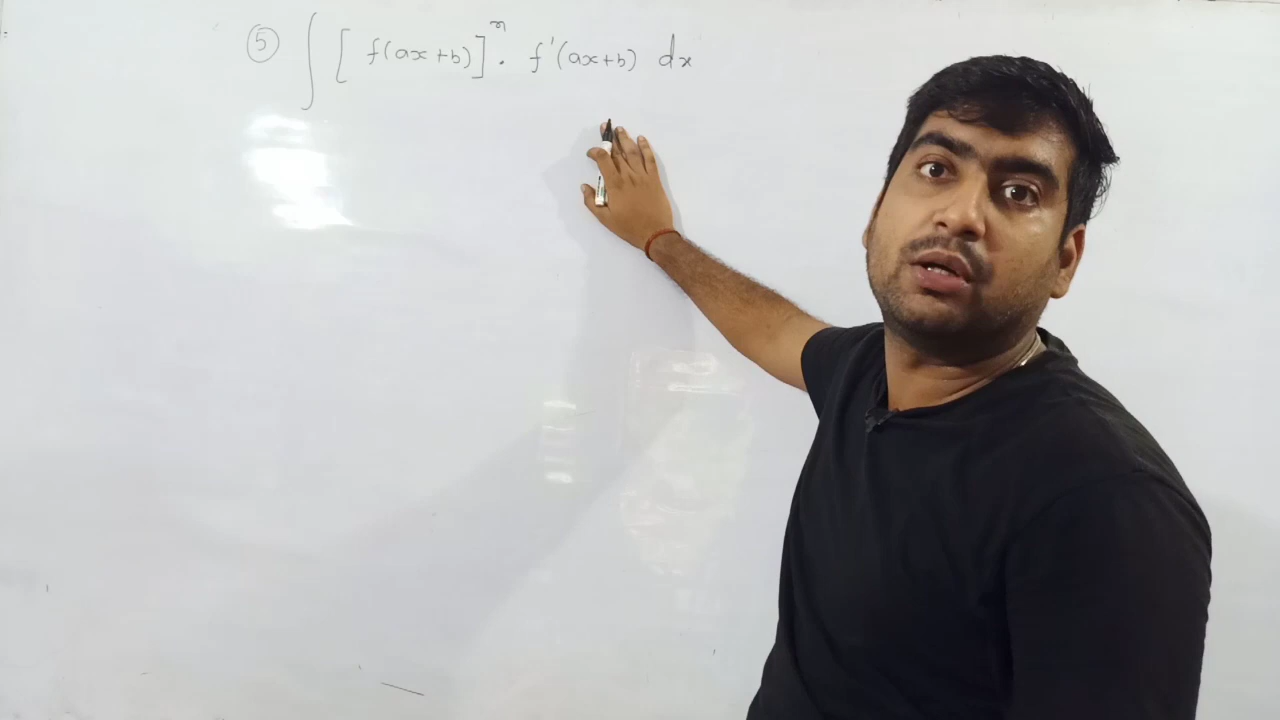 ⑤ ∫ [ f(ax+b) ]ⁿ . f'(ax+b) dx